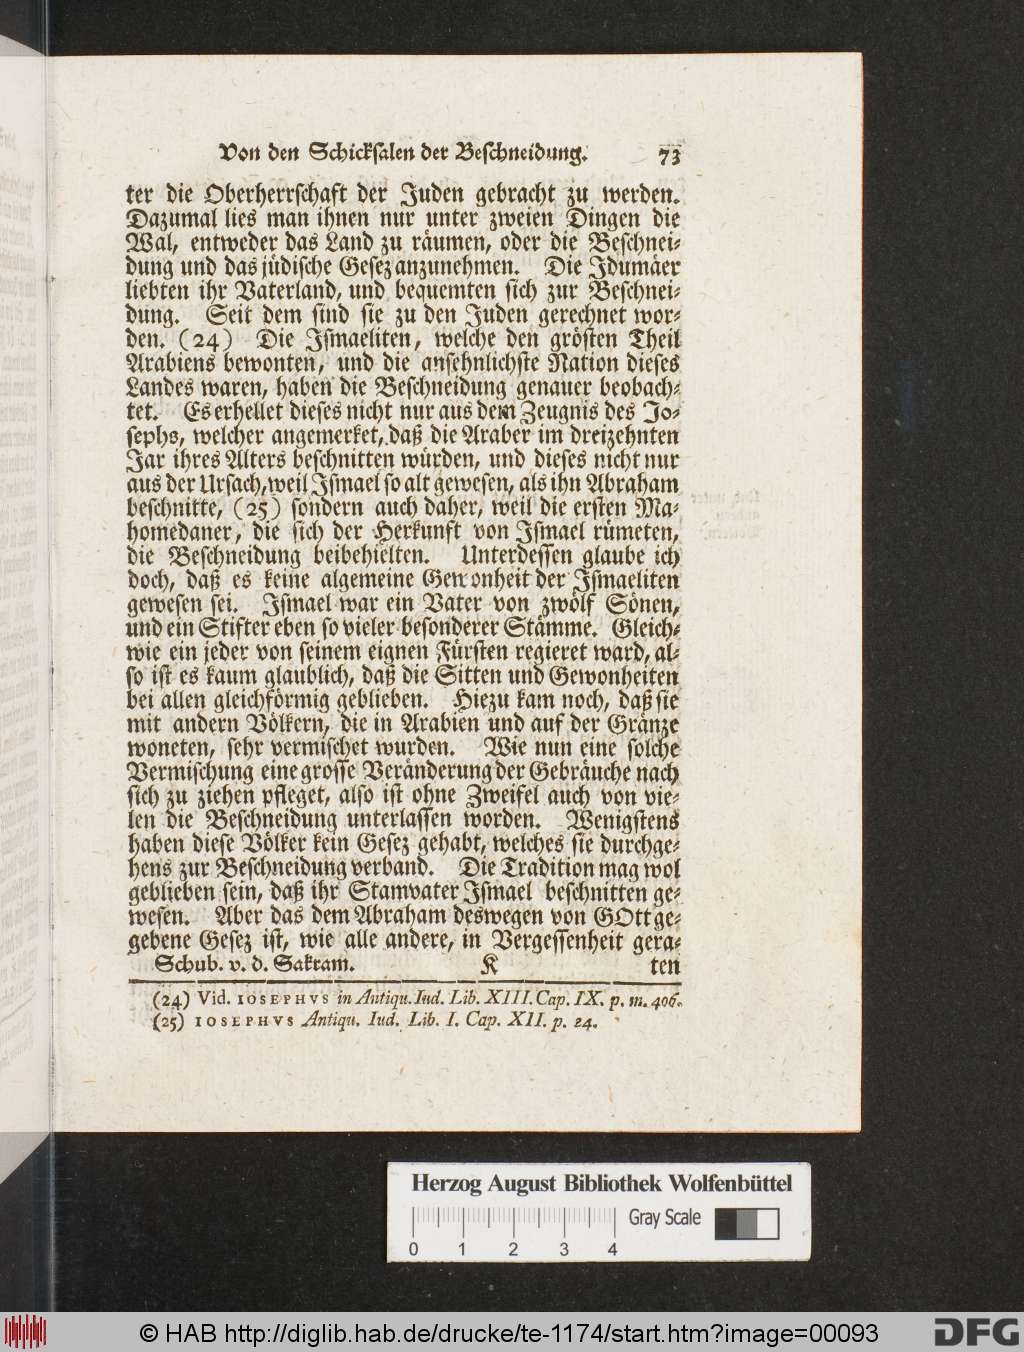 Von den Schicksalen der Beschneidung. 73
ter die Oberherrschaft der Juden gebracht zu werden.
Dazumal lies man ihnen nur unter zweien Dingen die
Wal, entweder das Land zu räumen, oder die Beschnei-
dung und das jüdische Gesez anzunehmen. Die Idumäer
liebten ihr Vaterland, und bequemten sich zur Beschnei-
dung. Seit dem sind sie zu den Juden gerechnet wor-
den. (24) Die Ismaeliten, welche den grösten Theil
Arabiens bewonten, und die ansehnlichste Nation dieses
Landes waren, haben die Beschneidung genauer beobach-
tet. Es erhellet dieses nicht nur aus dem Zeugnis des Jo-
sephs, welcher angemerket, daß die Araber im dreizehnten
Jar ihres Alters beschnitten würden, und dieses nicht nur
aus der Ursach, weil Ismael so alt gewesen, als ihn Abraham
beschnitte, (25) sondern auch daher, weil die ersten Ma-
homedaner, die sich der Herkunft von Ismael rümeten,
die Beschneidung beibehielten. Unterdessen glaube ich
doch, daß es keine algemeine Gewonheit der Ismaeliten
gewesen sei. Ismael war ein Vater von zwölf Sönen,
und ein Stifter eben so vieler besonderer Stämme. Gleich-
wie ein jeder von seinem eignen Fürsten regieret ward, al-
so ist es kaum glaublich, daß die Sitten und Gewonheiten
bei allen gleichförmig geblieben. Hiezu kam noch, daß sie
mit andern Völkern, die in Arabien und auf der Gränze
woneten, sehr vermischet wurden. Wie nun eine solche
Vermischung eine grosse Veränderung der Gebräuche nach
sich zu ziehen pfleget, also ist ohne Zweifel auch von vie-
len die Beschneidung unterlassen worden. Wenigstens
haben diese Völker kein Gesez gehabt, welches sie durchge-
hens zur Beschneidung verband. Die Tradition mag wol
geblieben sein, daß ihr Stamvater Ismael beschnitten ge-
wesen. Aber das dem Abraham deswegen von GOtt ge-
gebene Gesez ist, wie alle andere, in Vergessenheit gera-
Schub. v. d. Sakram. K ten
(24) Vid. IOSEPHVS in Antiqu. Iud. Lib. XIII. Cap. IX. p. m. 406.
(25) IOSEPHVS Antiqu. Iud. Lib. I. Cap. XII. p. 24.
Herzog August Bibliothek Wolfenbüttel
Gray Scale
0 1 2 3 4
© HAB http://diglib.hab.de/drucke/te-1174/start.htm?image=00093
DFG